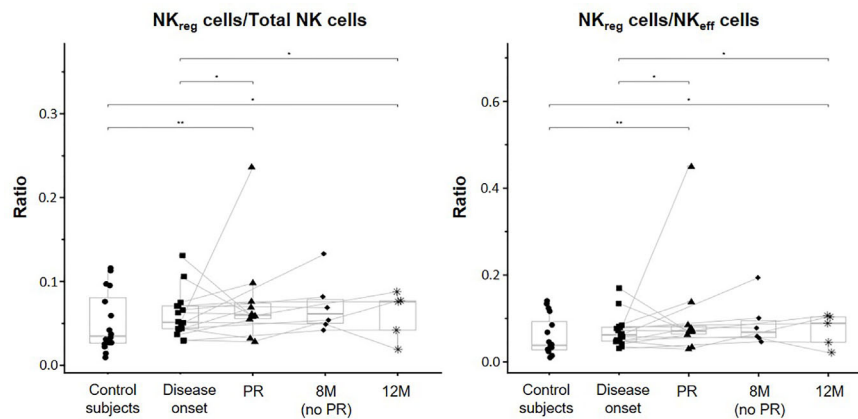 NKreg cells/Total NK cells
*
*
*
**
Ratio
0.3
0.2
0.1
0.0
Control subjects
Disease onset
PR
8M (no PR)
12M
NKreg cells/NKeff cells
*
*
*
**
Ratio
0.6
0.4
0.2
0.0
Control subjects
Disease onset
PR
8M (no PR)
12M